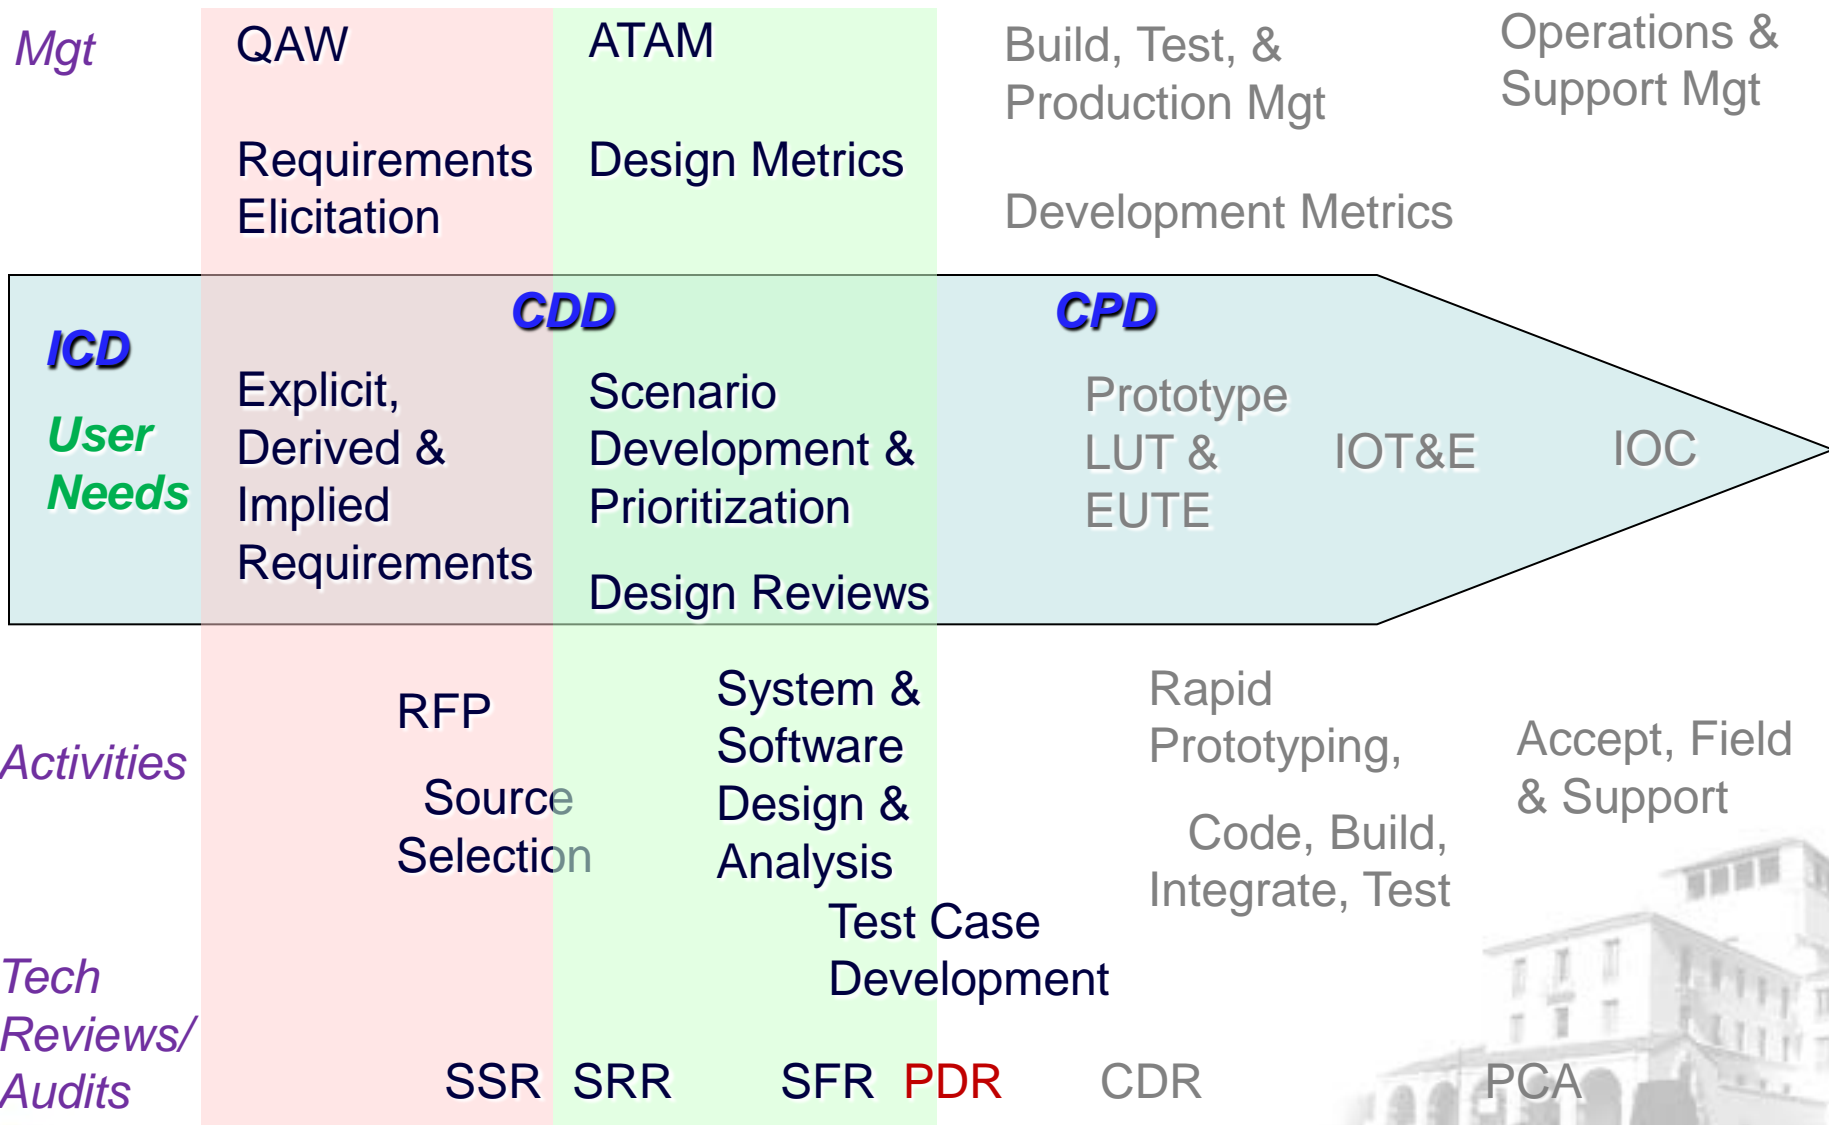 Mgt
QAW
ATAM
Build, Test, &
Production Mgt
Operations &
Support Mgt
Requirements
Elicitation
Design Metrics
Development Metrics
ICD
User
Needs
CDD
CPD
Explicit,
Derived &
Implied
Requirements
Scenario
Development &
Prioritization
Design Reviews
Prototype
LUT &
EUTE
IOT&E
IOC
Activities
RFP
Source
Selection
System &
Software
Design &
Analysis
Test Case
Development
Rapid
Prototyping,
Code, Build,
Integrate, Test
Accept, Field
& Support
Tech
Reviews/
Audits
SSR
SRR
SFR
PDR
CDR
PCA